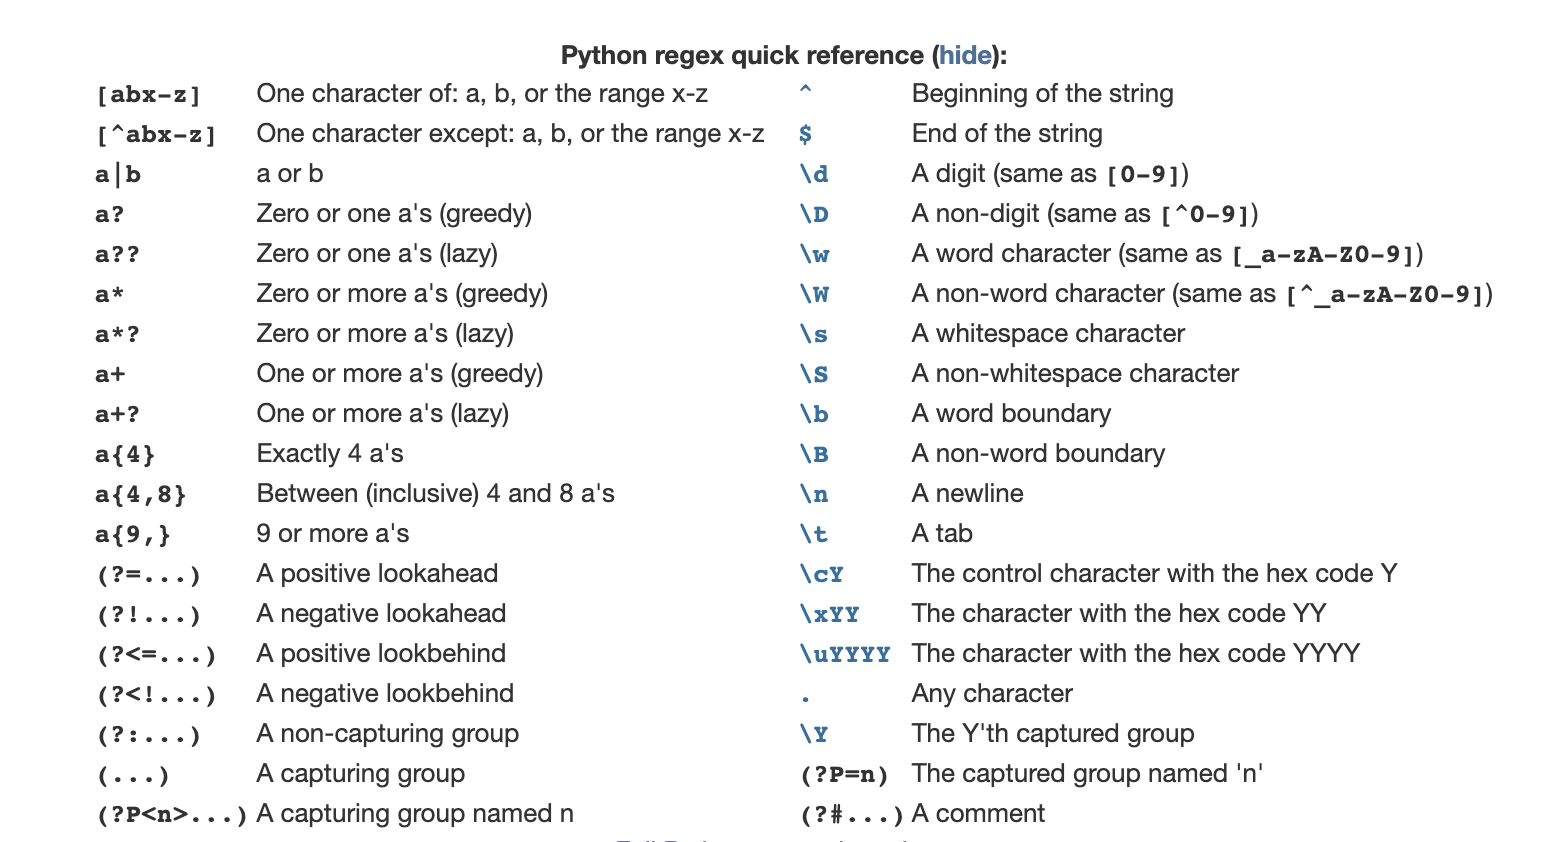 Python regex quick reference (hide):
[abx-z] One character of: a, b, or the range x-z ^ Beginning of the string
[^abx-z] One character except: a, b, or the range x-z $ End of the string
a|b a or b \d A digit (same as [0-9])
a? Zero or one a's (greedy) \D A non-digit (same as [^0-9])
a?? Zero or one a's (lazy) \w A word character (same as [_a-zA-Z0-9])
a* Zero or more a's (greedy) \W A non-word character (same as [^_a-zA-Z0-9])
a*? Zero or more a's (lazy) \s A whitespace character
a+ One or more a's (greedy) \S A non-whitespace character
a+? One or more a's (lazy) \b A word boundary
a{4} Exactly 4 a's \B A non-word boundary
a{4,8} Between (inclusive) 4 and 8 a's \n A newline
a{9,} 9 or more a's \t A tab
(?=...) A positive lookahead \cY The control character with the hex code Y
(?!...) A negative lookahead \xYY The character with the hex code YY
(?<=...) A positive lookbehind \uYYYY The character with the hex code YYYY
(?<!...) A negative lookbehind . Any character
(?:...) A non-capturing group \Y The Y'th captured group
(...) A capturing group (?P=n) The captured group named 'n'
(?P<n>...) A capturing group named n (?#...) A comment